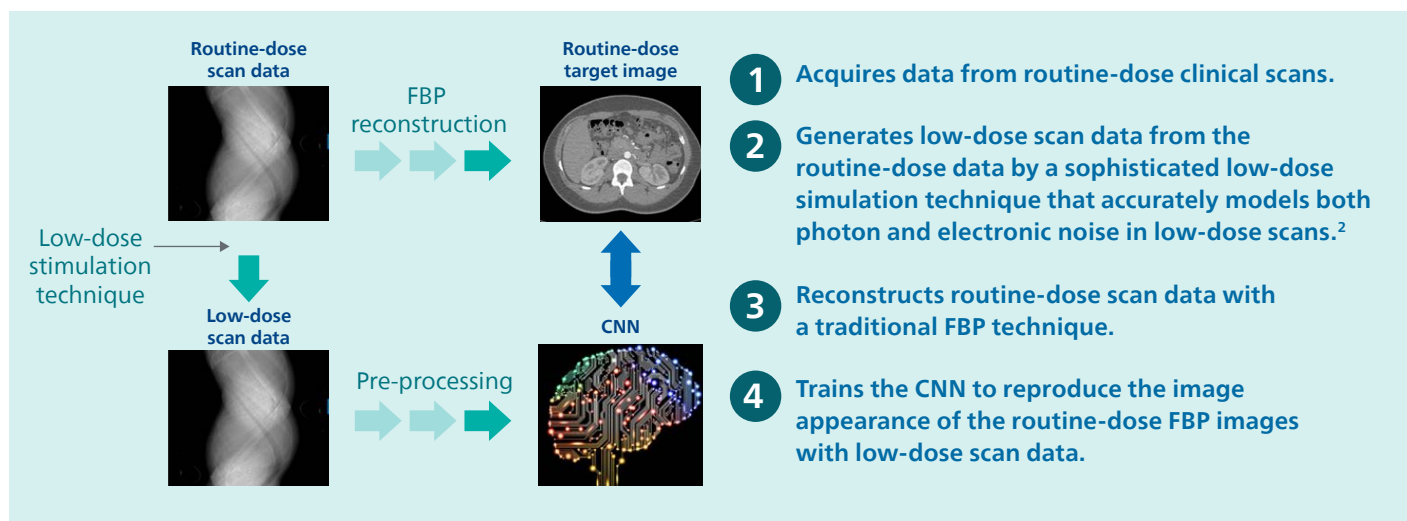 Routine-dose
scan data
FBP
reconstruction
Routine-dose
target image
Low-dose
stimulation
technique
Low-dose
scan data
Pre-processing
CNN
1 Acquires data from routine-dose clinical scans.
2 Generates low-dose scan data from the
routine-dose data by a sophisticated low-dose
simulation technique that accurately models both
photon and electronic noise in low-dose scans.²
3 Reconstructs routine-dose scan data with
a traditional FBP technique.
4 Trains the CNN to reproduce the image
appearance of the routine-dose FBP images
with low-dose scan data.